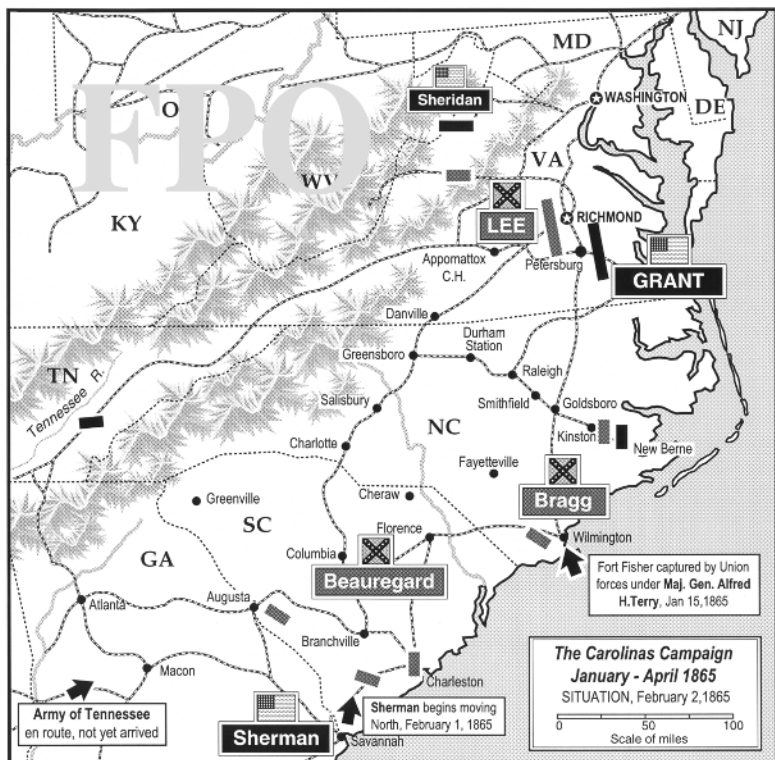 MD
NJ
Sheridan
WASHINGTON
DE
O
FPO
VA
WV
KY
LEE
RICHMOND
Appomattox
C.H.
Petersburg
GRANT
Danville
Durham
Station
Greensboro
Raleigh
TN
Tennessee R.
Salisbury
Smithfield
Goldsboro
NC
Kinston
New Berne
Charlotte
Fayetteville
Greenville
Cheraw
Bragg
SC
Florence
Wilmington
GA
Columbia
Beauregard
Fort Fisher captured by Union
forces under Maj. Gen. Alfred
H.Terry, Jan 15,1865
Atlanta
Augusta
Branchville
Macon
Charleston
The Carolinas Campaign
January - April 1865
SITUATION, February 2,1865
0 50 100
Scale of miles
Army of Tennessee
en route, not yet arrived
Sherman begins moving
North, February 1, 1865
Sherman
Savannah